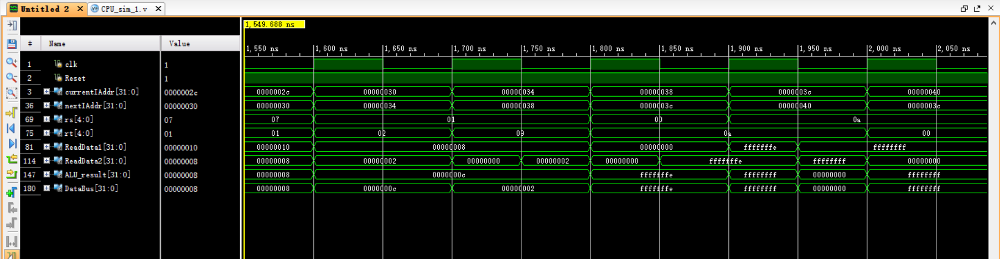 Untitled 2 X CPU_sim_1.v X
1,549.688 ns
# Name Value
1,550 ns 1,600 ns 1,650 ns 1,700 ns 1,750 ns 1,800 ns 1,850 ns 1,900 ns 1,950 ns 2,000 ns 2,050 ns
1 clk 1
2 Reset 1
3 currentIAddr[31:0] 0000002c 0000002c 00000030 00000034 00000038 0000003c 00000040
36 nextIAddr[31:0] 00000030 00000030 00000034 00000038 0000003c 00000040 0000003c
69 rs[4:0] 07 07 01 00 0a
75 rt[4:0] 01 01 02 09 0a 00
81 ReadData1[31:0] 00000010 00000010 00000008 00000000 fffffffe ffffffff
114 ReadData2[31:0] 00000008 00000008 00000002 00000000 00000002 00000000 fffffffe ffffffff 00000000
147 ALU_result[31:0] 00000008 00000008 0000000c fffffffe ffffffff 00000000 ffffffff
180 DataBus[31:0] 00000008 00000008 0000000c 00000002 fffffffe ffffffff 00000000 ffffffff